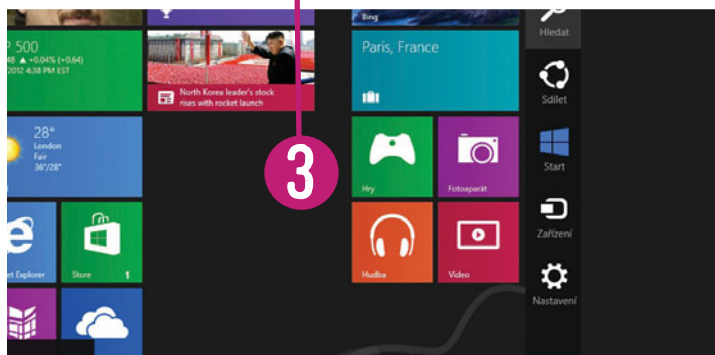 Bing
Hledat
P 500
48 ▲ +0.04% (+0.64)
2012 4:38 PM EST
Paris, France
North Korea leader's stock
rises with rocket launch
Sdílet
28°
London
Fair
36°/28°
3
Start
Hry
Fotoaparát
Zařízení
et Explorer
Store 1
Hudba
Video
Nastavení